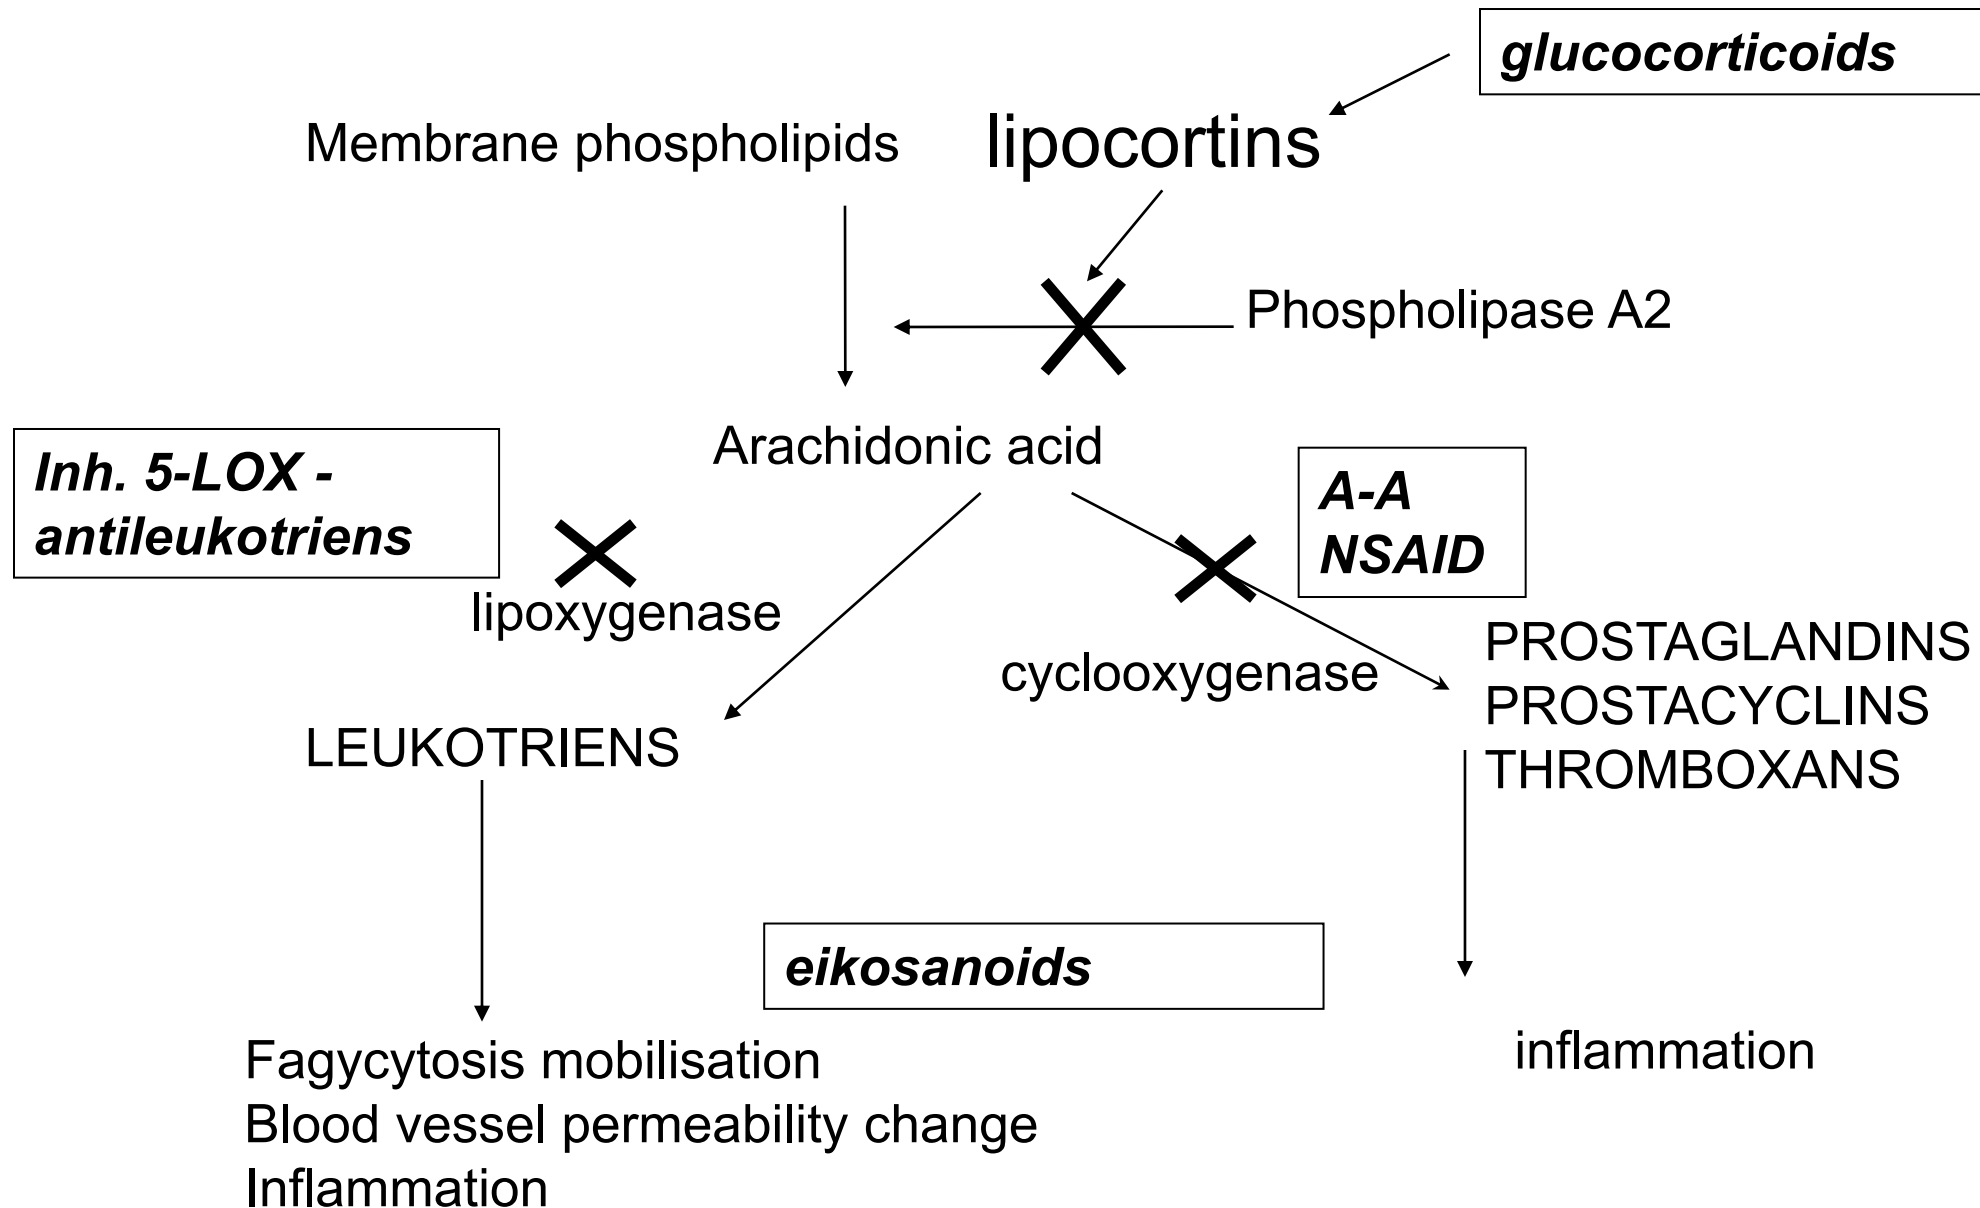 glucocorticoids
Membrane phospholipids
lipocortins
Phospholipase A2
Arachidonic acid
Inh. 5-LOX -
antileukotriens
A-A
NSAID
lipoxygenase
cyclooxygenase
PROSTAGLANDINS
PROSTACYCLINS
THROMBOXANS
LEUKOTRIENS
eikosanoids
Fagycytosis mobilisation
Blood vessel permeability change
Inflammation
inflammation